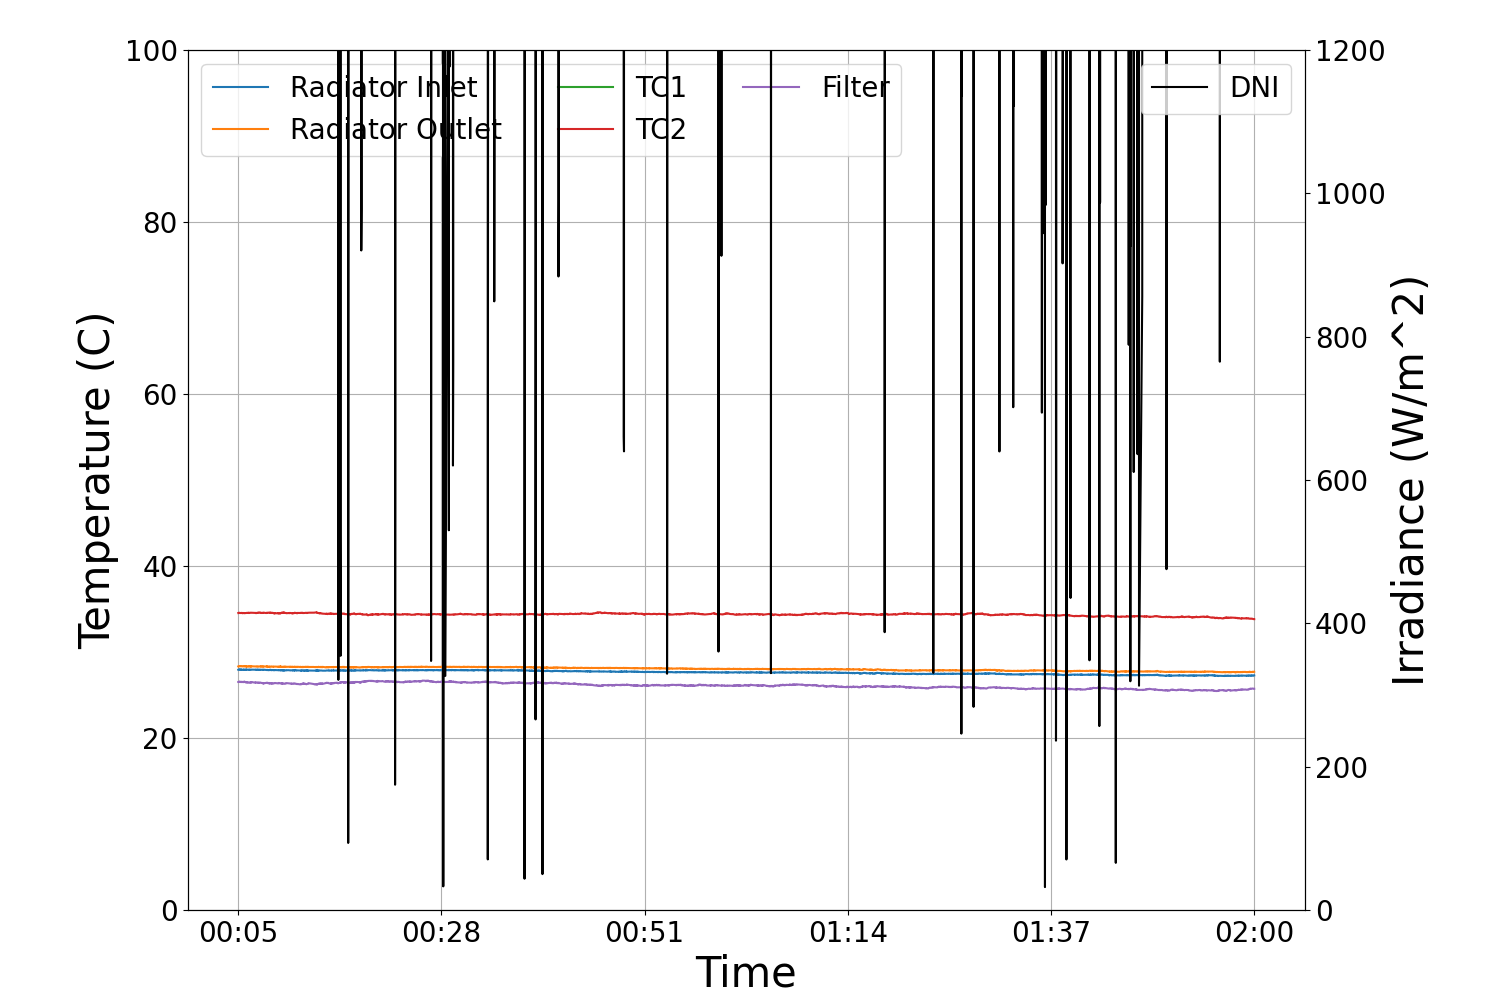 100
80
60
40
20
0
Temperature (C)
Radiator Inlet
Radiator Outlet
TC1
TC2
Filter
DNI
1200
1000
800
600
400
200
0
Irradiance (W/m^2)
00:05 00:28 00:51 01:14 01:37 02:00
Time